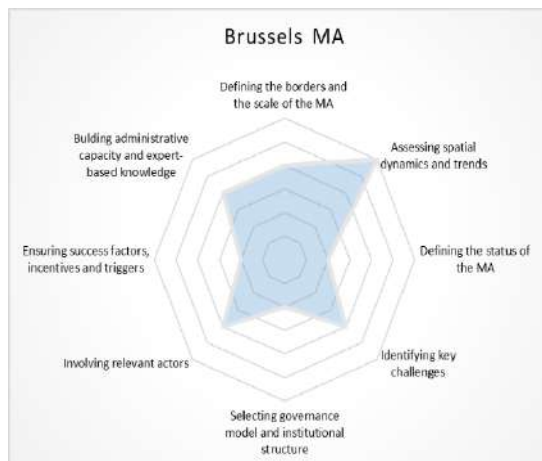 Brussels MA
Defining the borders and
the scale of the MA
Assessing spatial
dynamics and trends
Defining the status of
the MA
Identifying key
challenges
Selecting governance
model and institutional
structure
Involving relevant actors
Ensuring success factors,
incentives and triggers
Bulding administrative
capacity and expert-
based knowledge